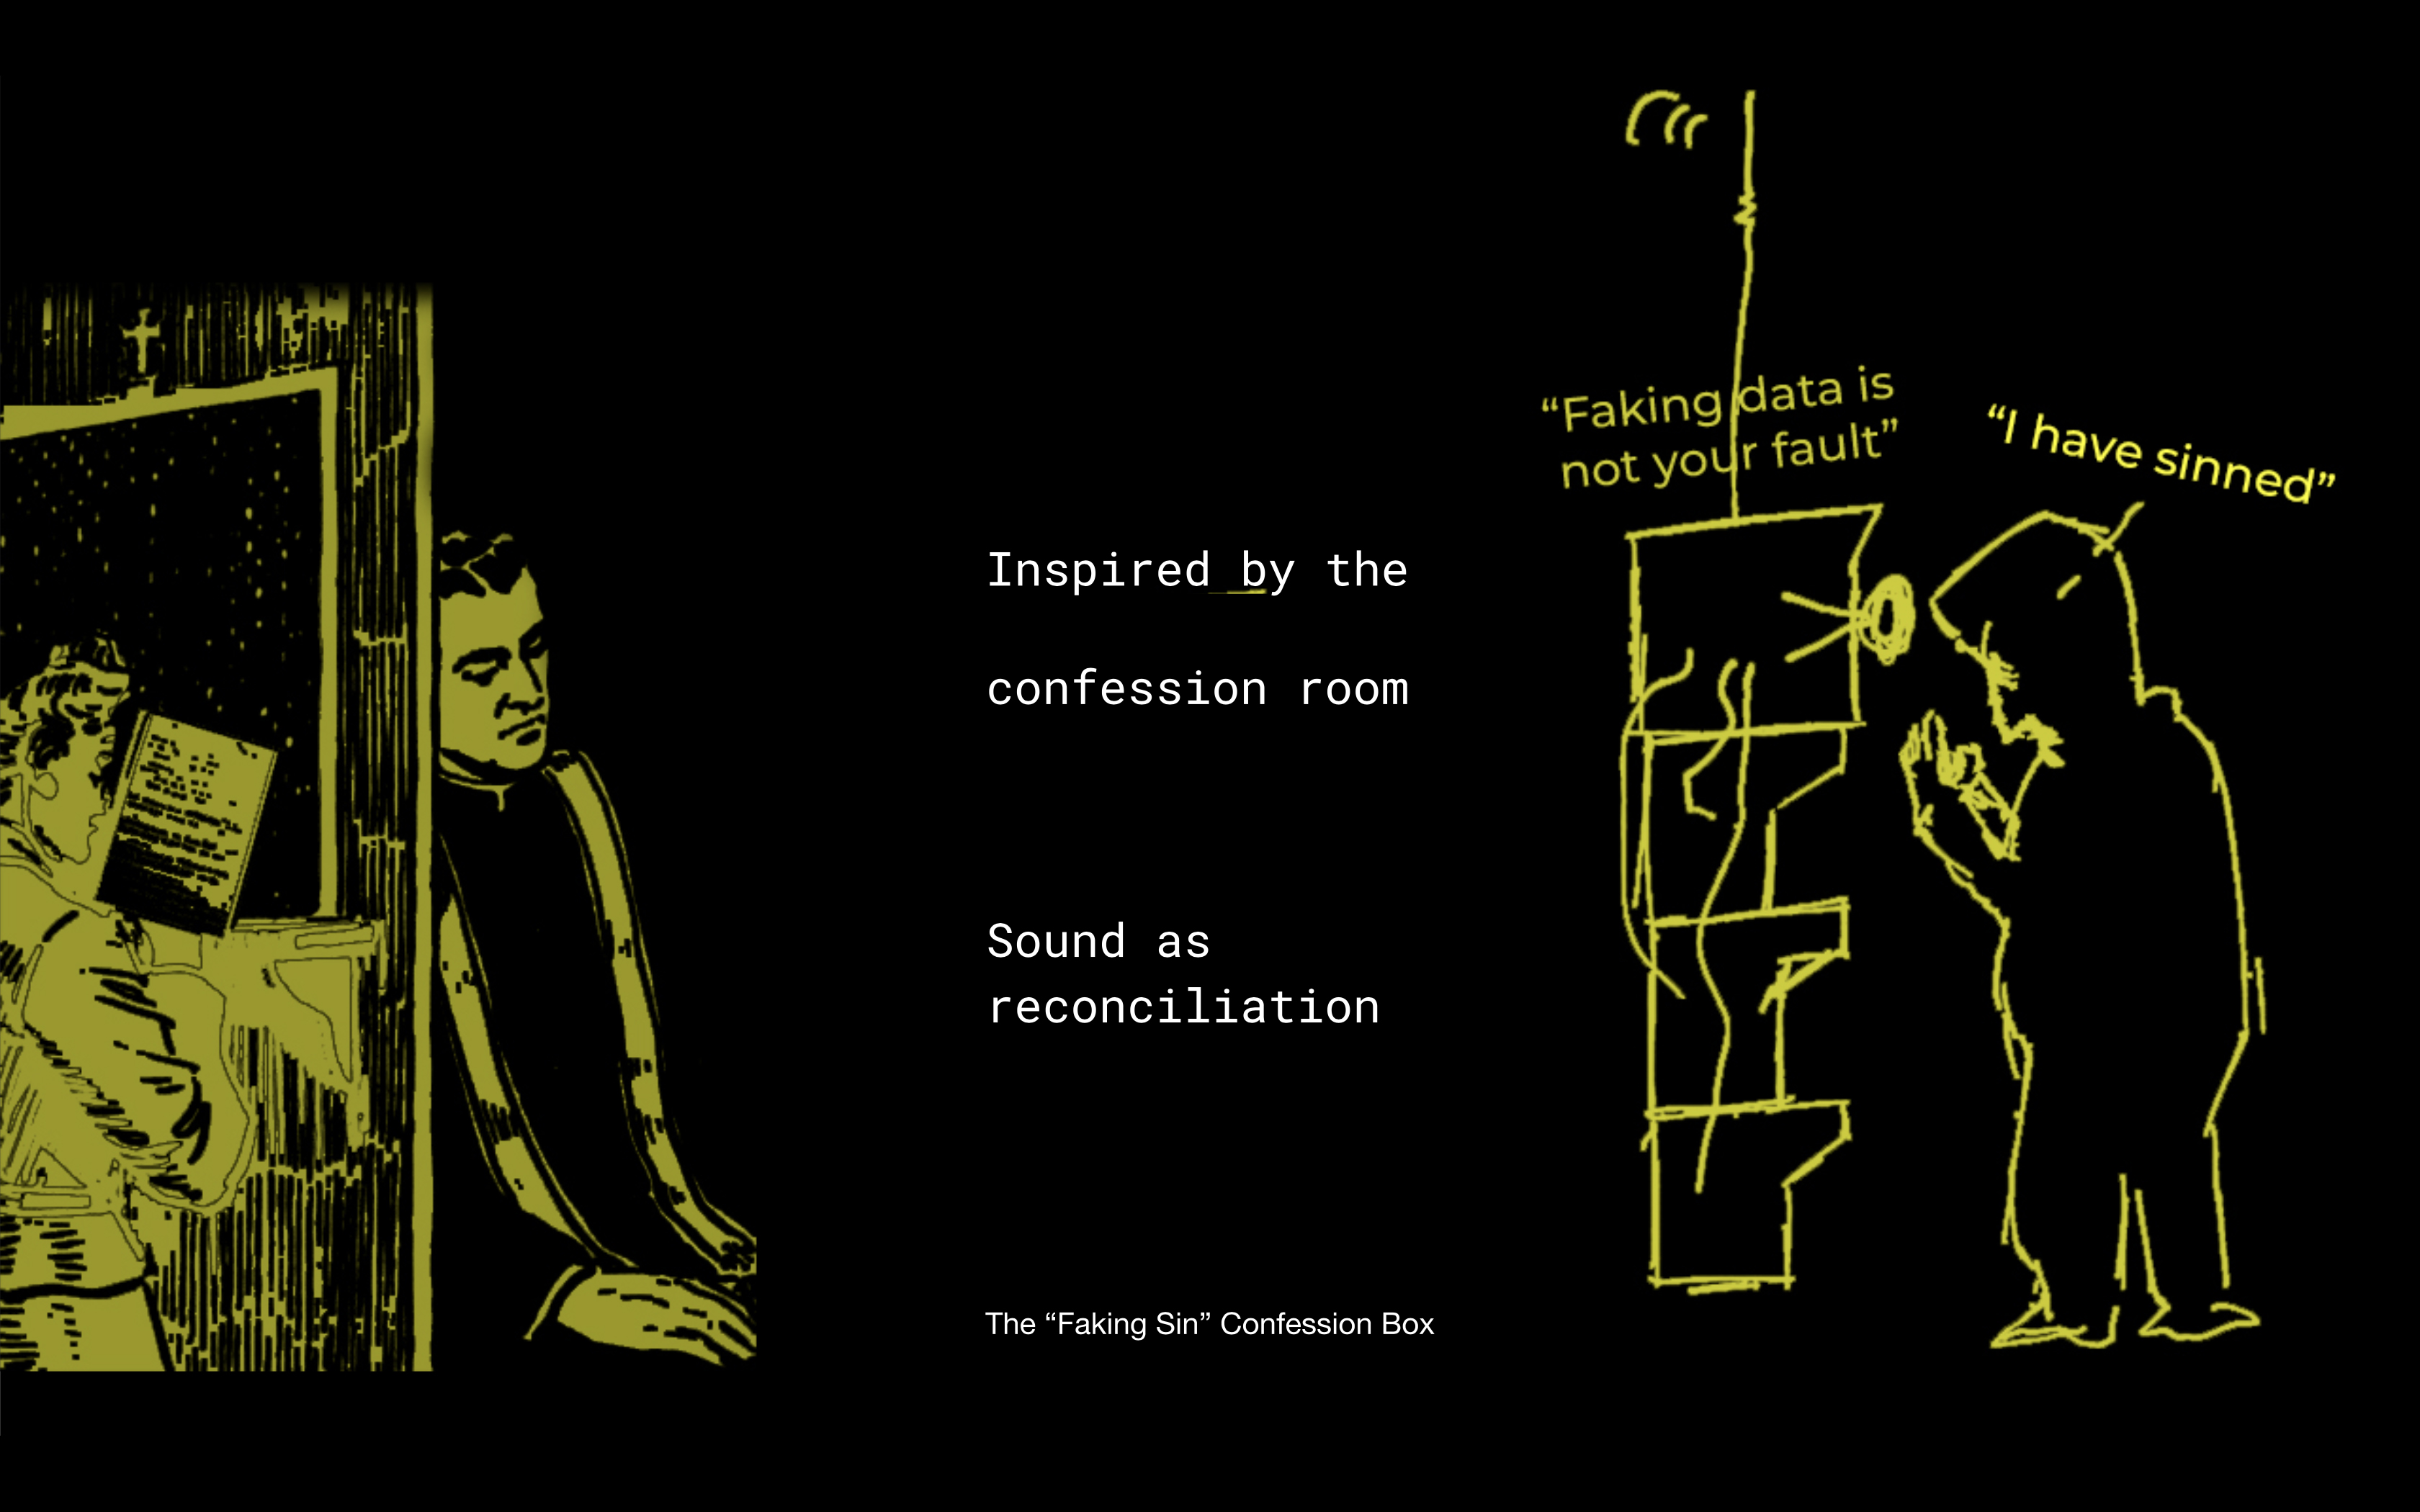 Inspired by the
confession room
Sound as
reconciliation
The “Faking Sin” Confession Box
“Faking data is
not your fault”
“I have sinned”